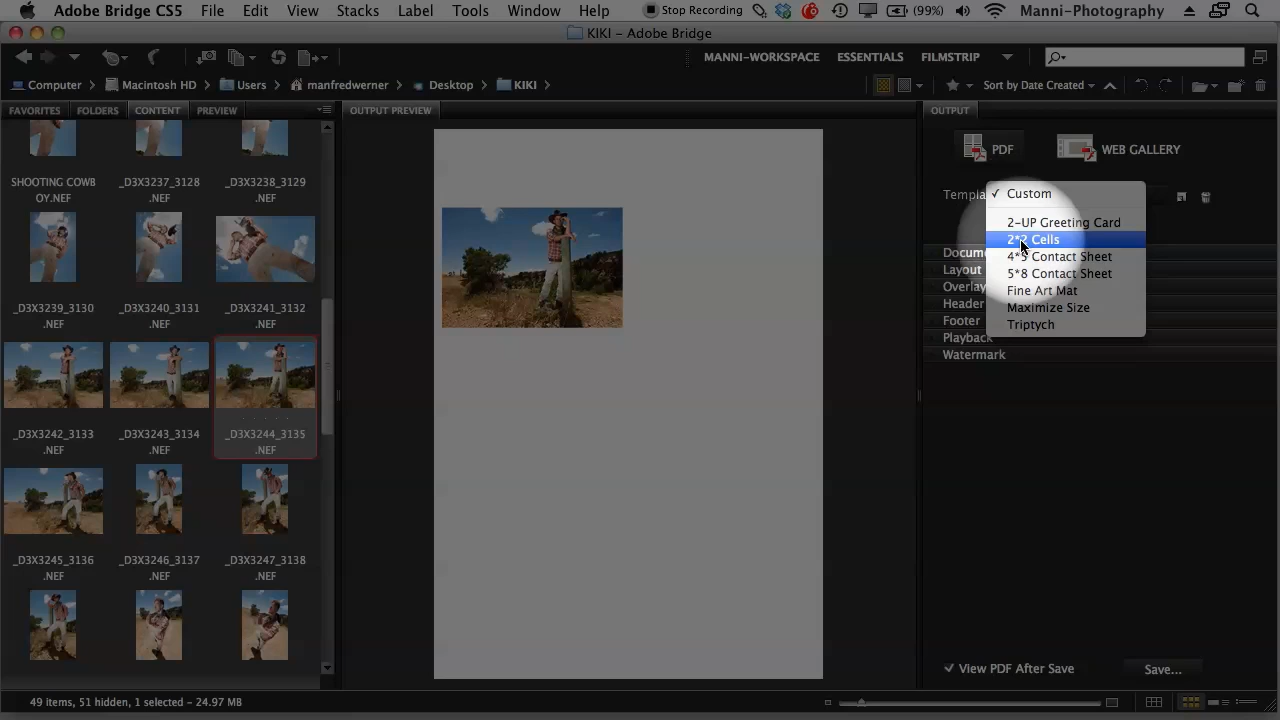 Adobe Bridge CS5 File Edit View Stacks Label Tools Window Help Stop Recording (99%) Manni-Photography
KIKI – Adobe Bridge
MANNI-WORKSPACE ESSENTIALS FILMSTRIP
Computer Macintosh HD Users manfredwerner Desktop KIKI Sort by Date Created
FAVORITES FOLDERS CONTENT PREVIEW OUTPUT PREVIEW OUTPUT
PDF WEB GALLERY
SHOOTING COWB
OY.NEF
_D3X3237_3128
.NEF
_D3X3238_3129
.NEF
_D3X3239_3130
.NEF
_D3X3240_3131
.NEF
_D3X3241_3132
.NEF
_D3X3242_3133
.NEF
_D3X3243_3134
.NEF
_D3X3244_3135
.NEF
_D3X3245_3136
.NEF
_D3X3246_3137
.NEF
_D3X3247_3138
.NEF
Templa
✓ Custom
2-UP Greeting Card
2*2 Cells
4*5 Contact Sheet
5*8 Contact Sheet
Fine Art Mat
Maximize Size
Triptych
Docume
Layout
Overlay
Header
Footer
Playback
Watermark
View PDF After Save Save...
49 items, 51 hidden, 1 selected – 24.97 MB